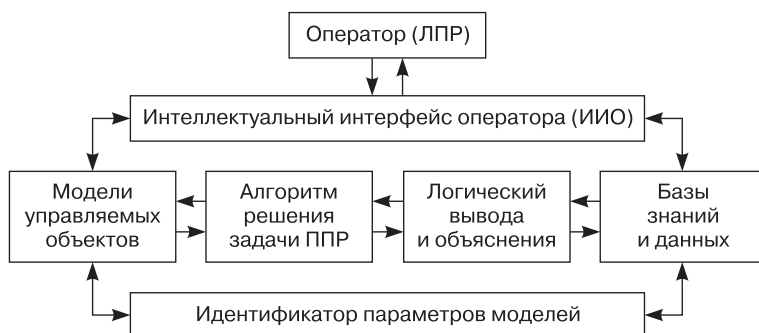 Оператор (ЛПР)
Интеллектуальный интерфейс оператора (ИИО)
Модели
управляемых
объектов
Алгоритм
решения
задачи ППР
Логический
вывода
и объяснения
Базы
знаний
и данных
Идентификатор параметров моделей